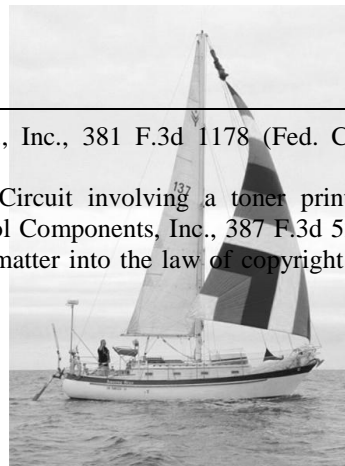 ., Inc., 381 F.3d 1178 (Fed. C
Circuit involving a toner print
ol Components, Inc., 387 F.3d 5
matter into the law of copyright
137